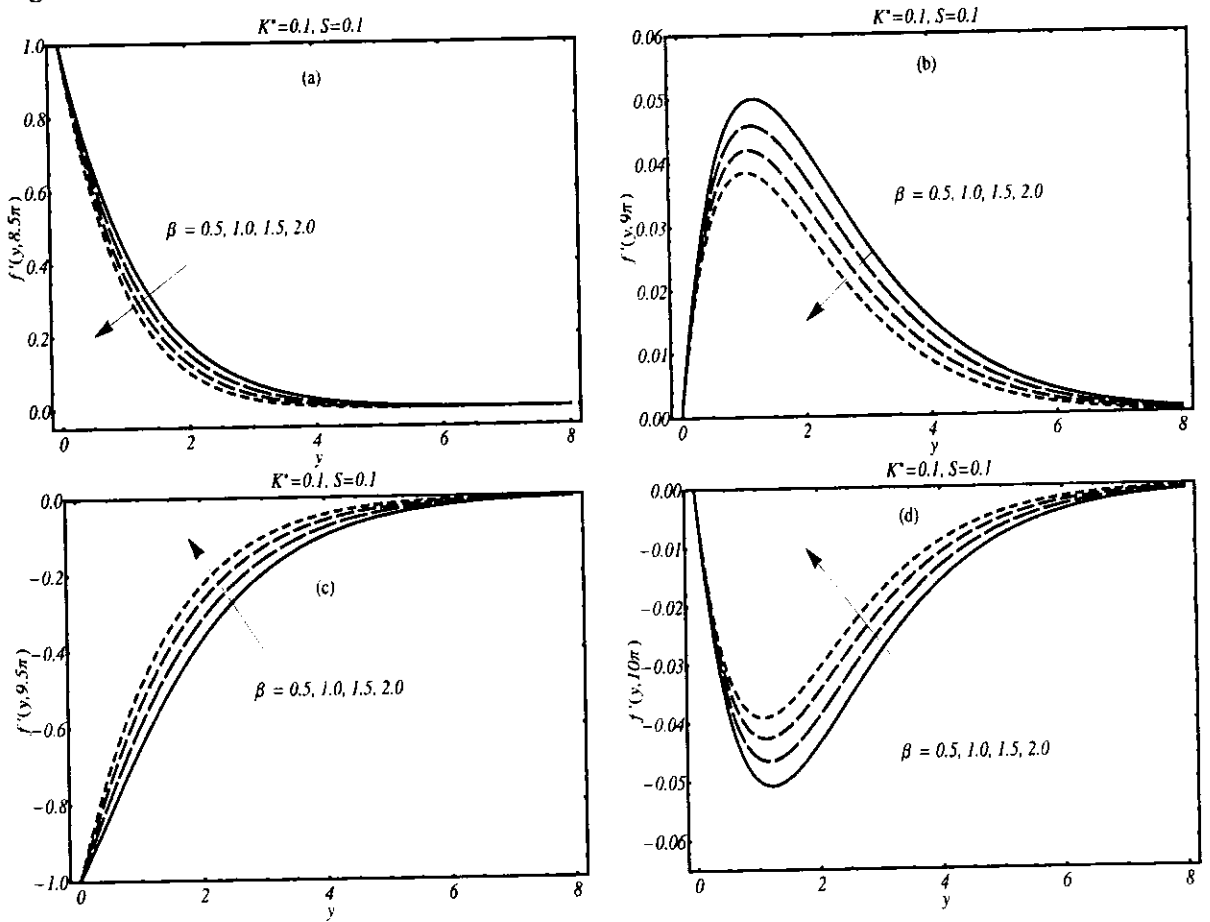 K*=0.1, S=0.1
(a)
β = 0.5, 1.0, 1.5, 2.0
f '(y,8.5π)
1.0
0.8
0.6
0.4
0.2
0.0
0 2 4 6 8
y
K*=0.1, S=0.1
(b)
β = 0.5, 1.0, 1.5, 2.0
f '(y,9π)
0.06
0.05
0.04
0.03
0.02
0.01
0.00
0 2 4 6 8
y
K*=0.1, S=0.1
(c)
β = 0.5, 1.0, 1.5, 2.0
f '(y,9.5π)
0.0
−0.2
−0.4
−0.6
−0.8
−1.0
0 2 4 6 8
y
K*=0.1, S=0.1
(d)
β = 0.5, 1.0, 1.5, 2.0
f '(y,10π)
0.00
−0.01
−0.02
−0.03
−0.04
−0.05
−0.06
0 2 4 6 8
y